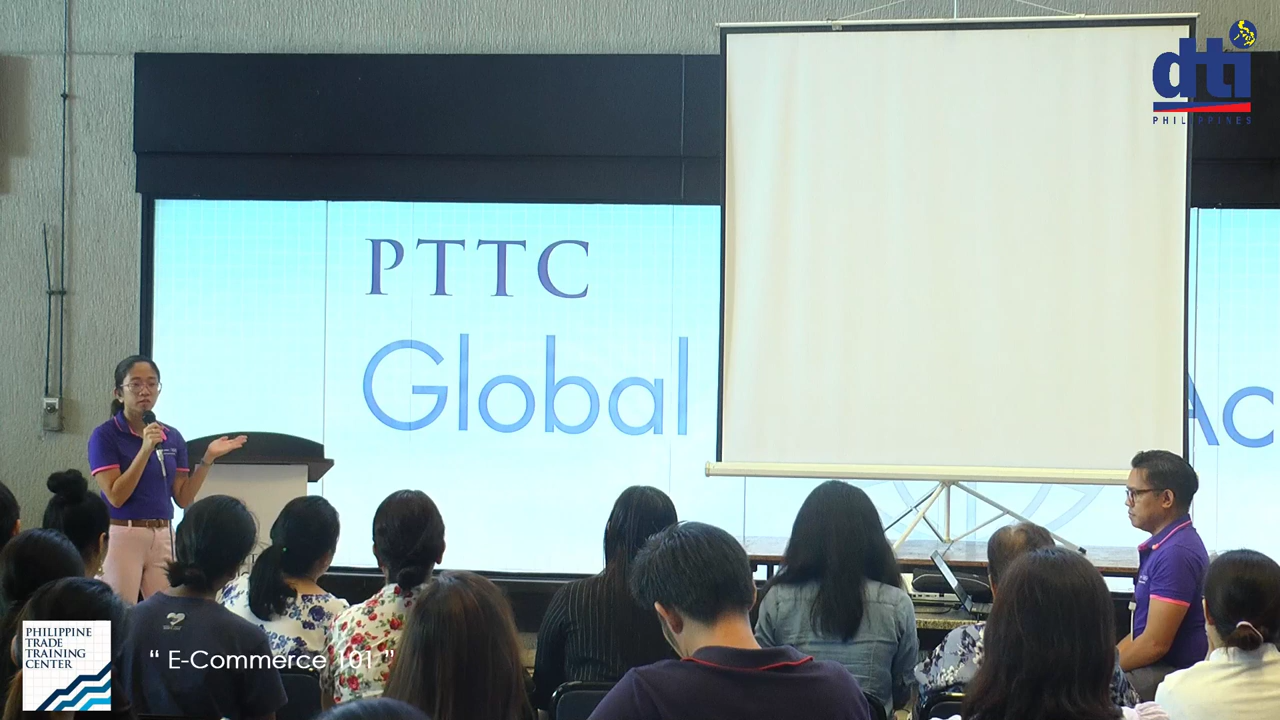 dti
PHILIPPINES
PTTC
Global
Ac
PHILIPPINE
TRADE
TRAINING
CENTER
“ E-Commerce 101 ”